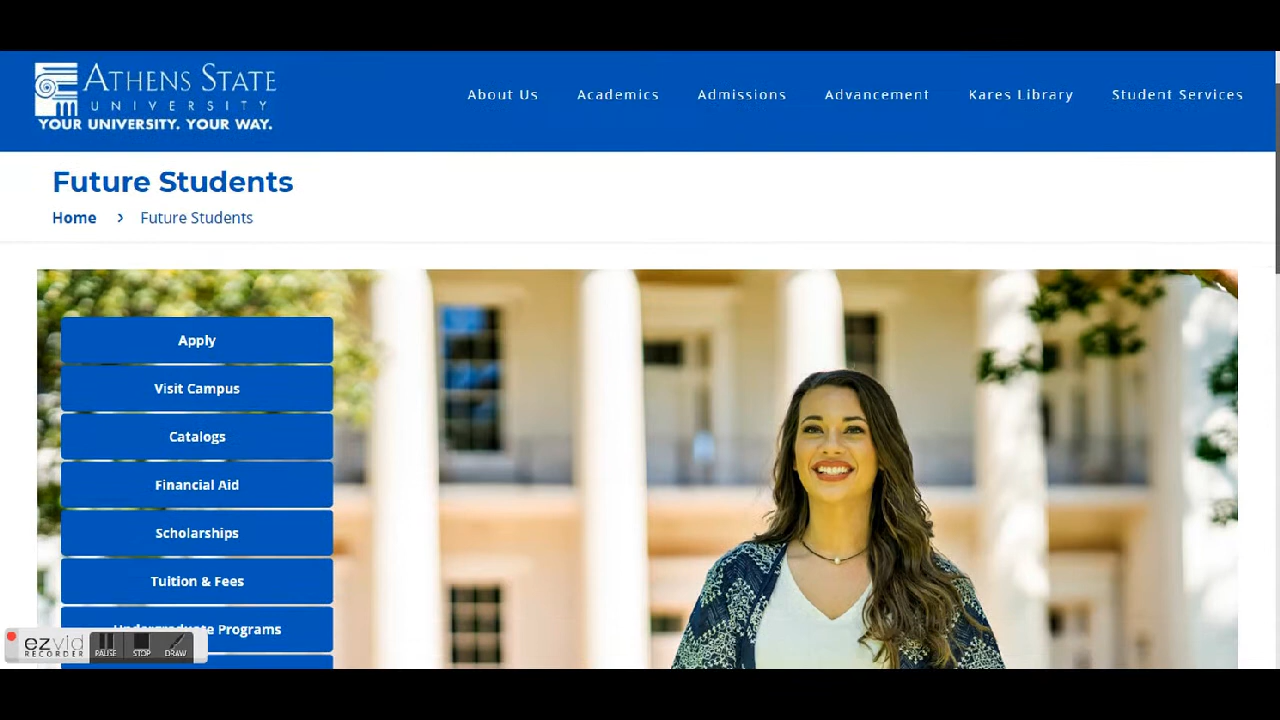 ATHENS STATE
UNIVERSITY
YOUR UNIVERSITY. YOUR WAY.
About Us
Academics
Admissions
Advancement
Kares Library
Student Services
Future Students
Home > Future Students
Apply
Visit Campus
Catalogs
Financial Aid
Scholarships
Tuition & Fees
Undergraduate Programs
ezvid
RECORDER
PAUSE
STOP
DRAW